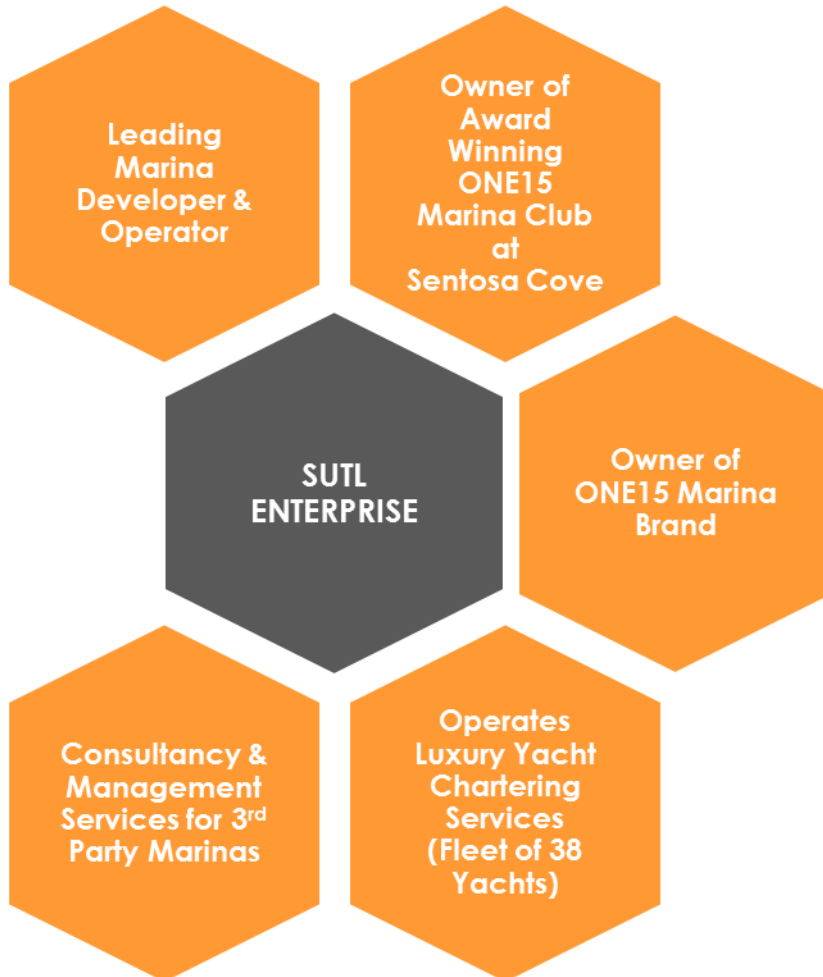 Leading
Marina
Developer &
Operator
Owner of
Award
Winning
ONE15
Marina Club
at
Sentosa Cove
SUTL
ENTERPRISE
Owner of
ONE15 Marina
Brand
Consultancy &
Management
Services for 3rd
Party Marinas
Operates
Luxury Yacht
Chartering
Services
(Fleet of 38
Yachts)